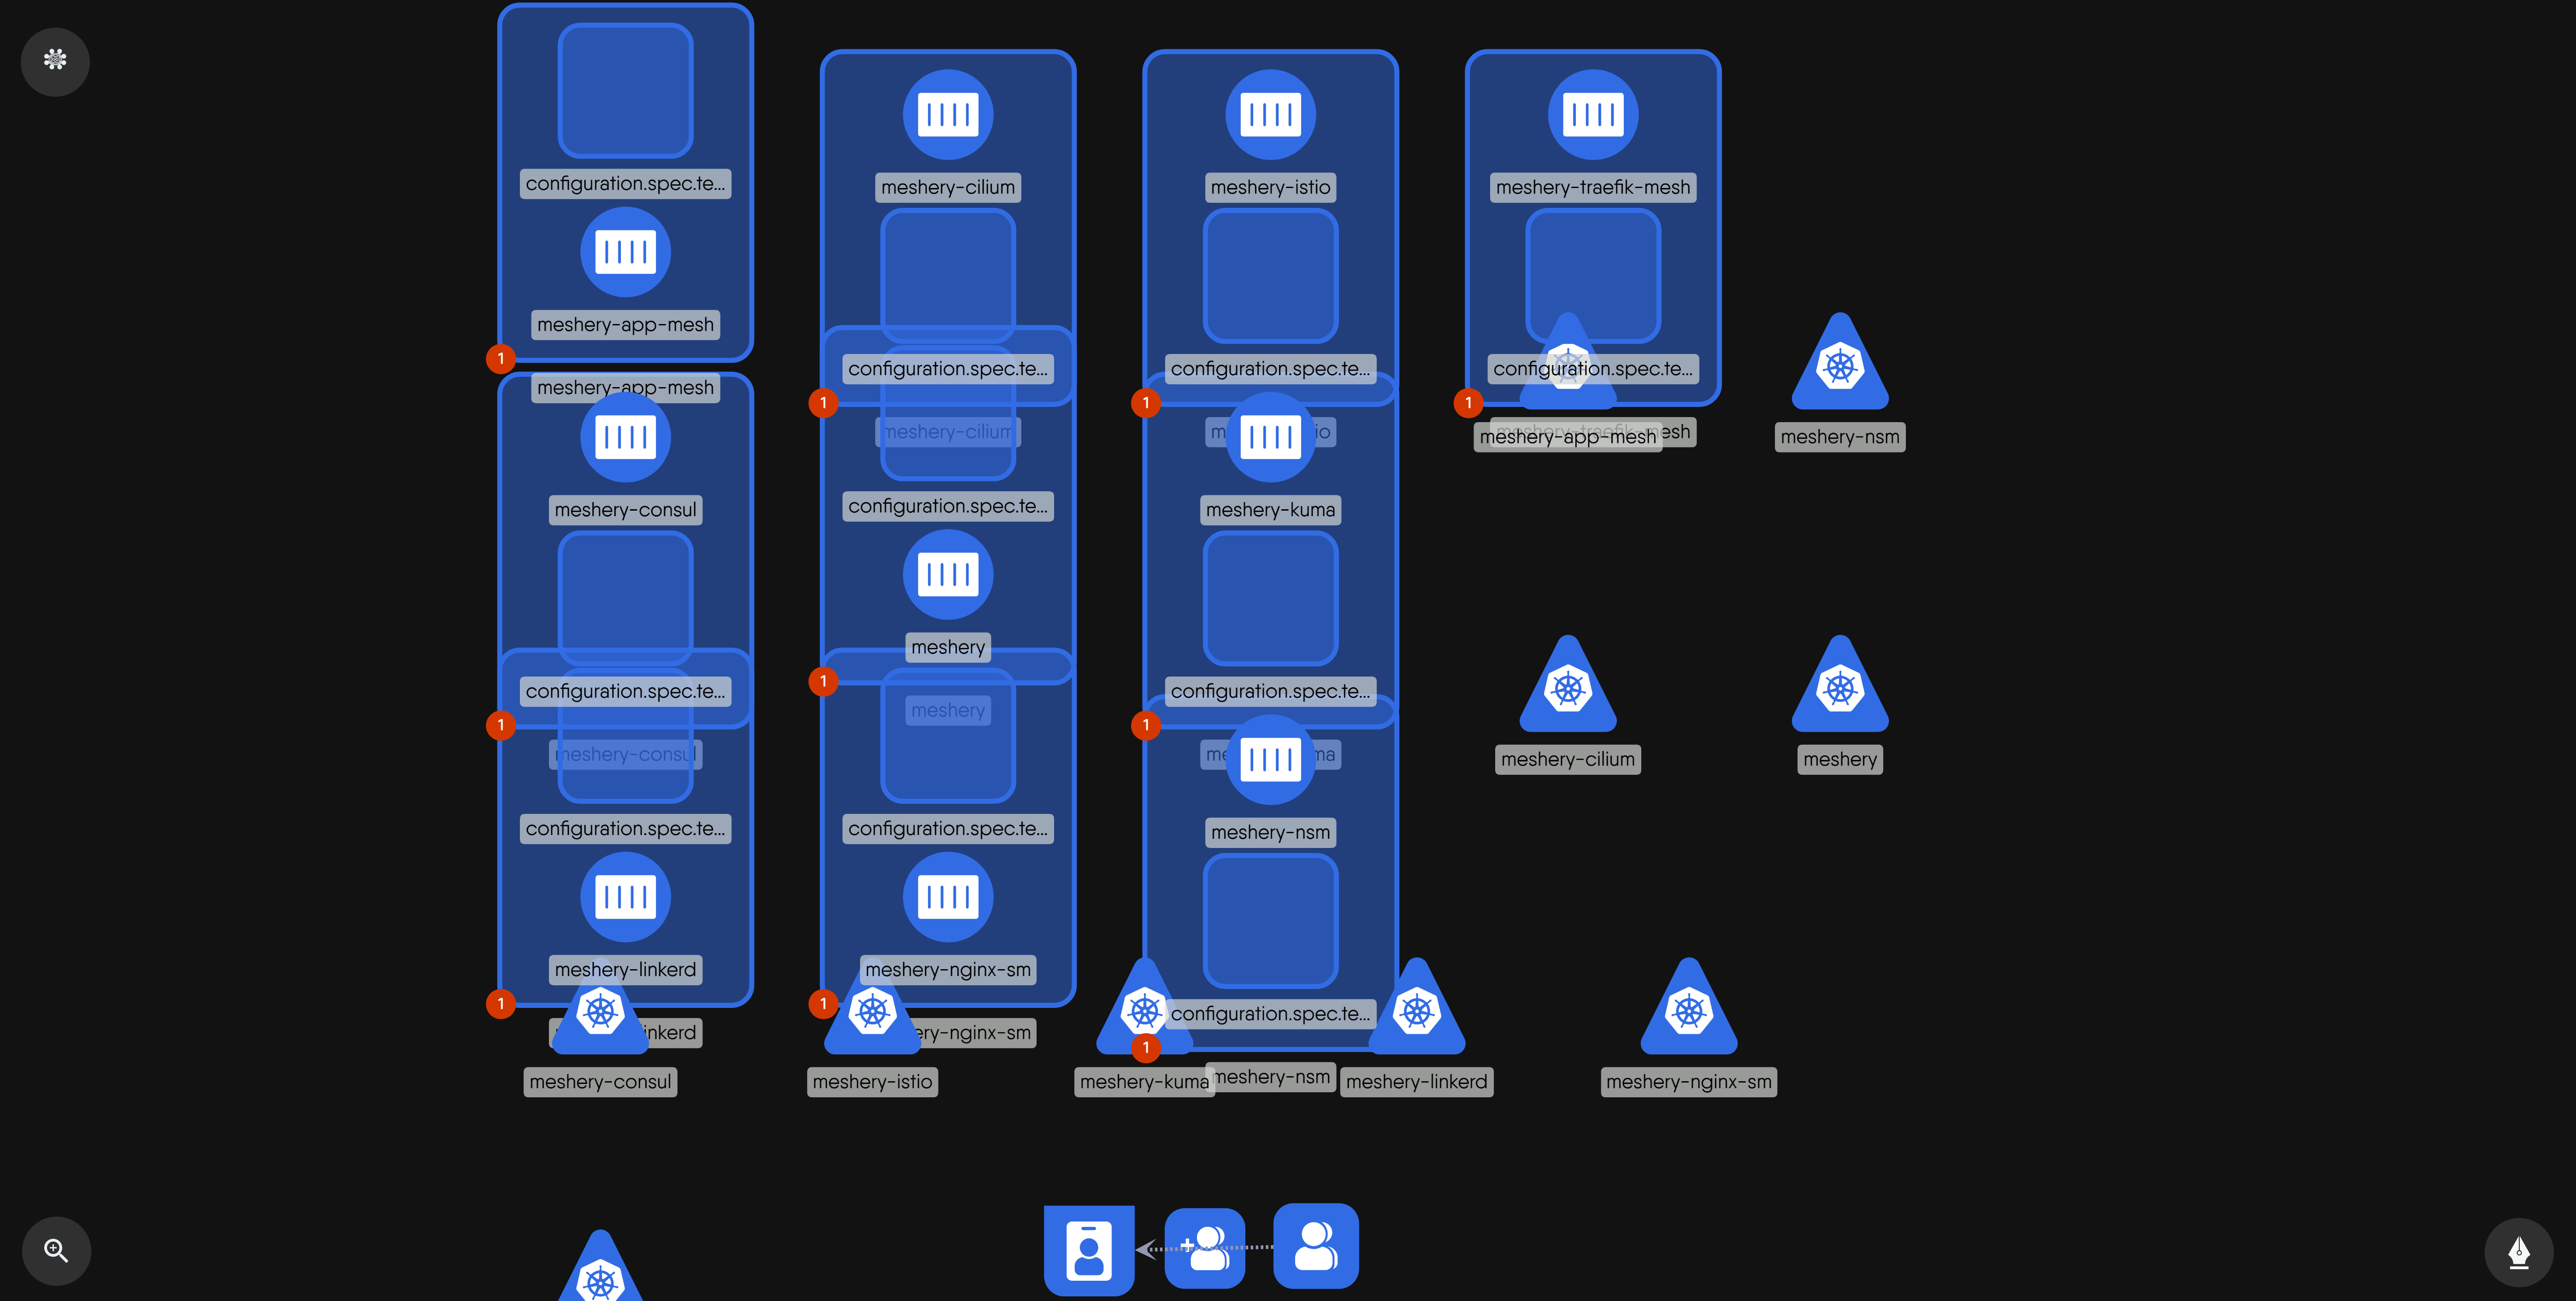 configuration.spec.te...
meshery-app-mesh
1
meshery-app-mesh
meshery-consul
configuration.spec.te...
1
meshery-consul
configuration.spec.te...
meshery-linkerd
1
inkerd
meshery-consul
meshery-cilium
configuration.spec.te...
1
meshery-cilium
configuration.spec.te...
meshery
1
meshery
configuration.spec.te...
meshery-nginx-sm
1
ery-nginx-sm
meshery-istio
meshery-istio
configuration.spec.te...
1
m io
meshery-kuma
configuration.spec.te...
1
me ma
meshery-nsm
configuration.spec.te...
1
meshery-kuma
meshery-nsm
meshery-linkerd
meshery-traefik-mesh
configuration.spec.te...
1
meshery-app-mesh
esh
meshery-nsm
meshery-cilium
meshery
meshery-nginx-sm